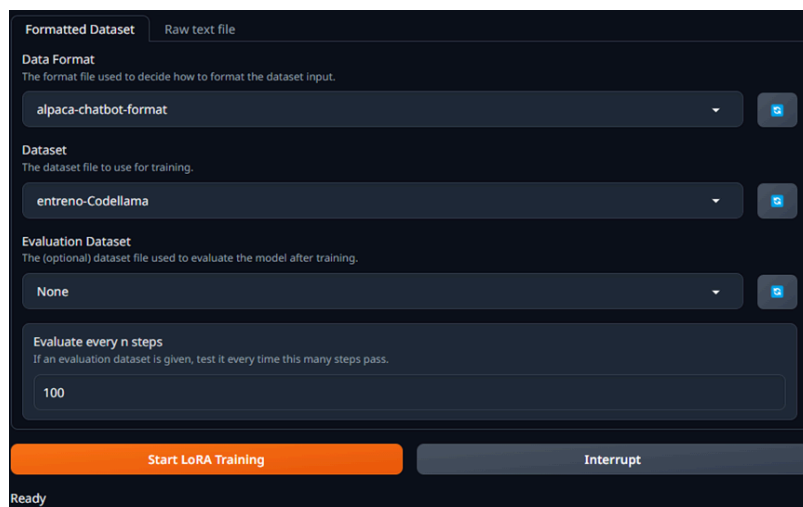 Formatted Dataset
Raw text file
Data Format
The format file used to decide how to format the dataset input.
alpaca-chatbot-format
Dataset
The dataset file to use for training.
entreno-Codellama
Evaluation Dataset
The (optional) dataset file used to evaluate the model after training.
None
Evaluate every n steps
If an evaluation dataset is given, test it every time this many steps pass.
100
Start LoRA Training
Interrupt
Ready